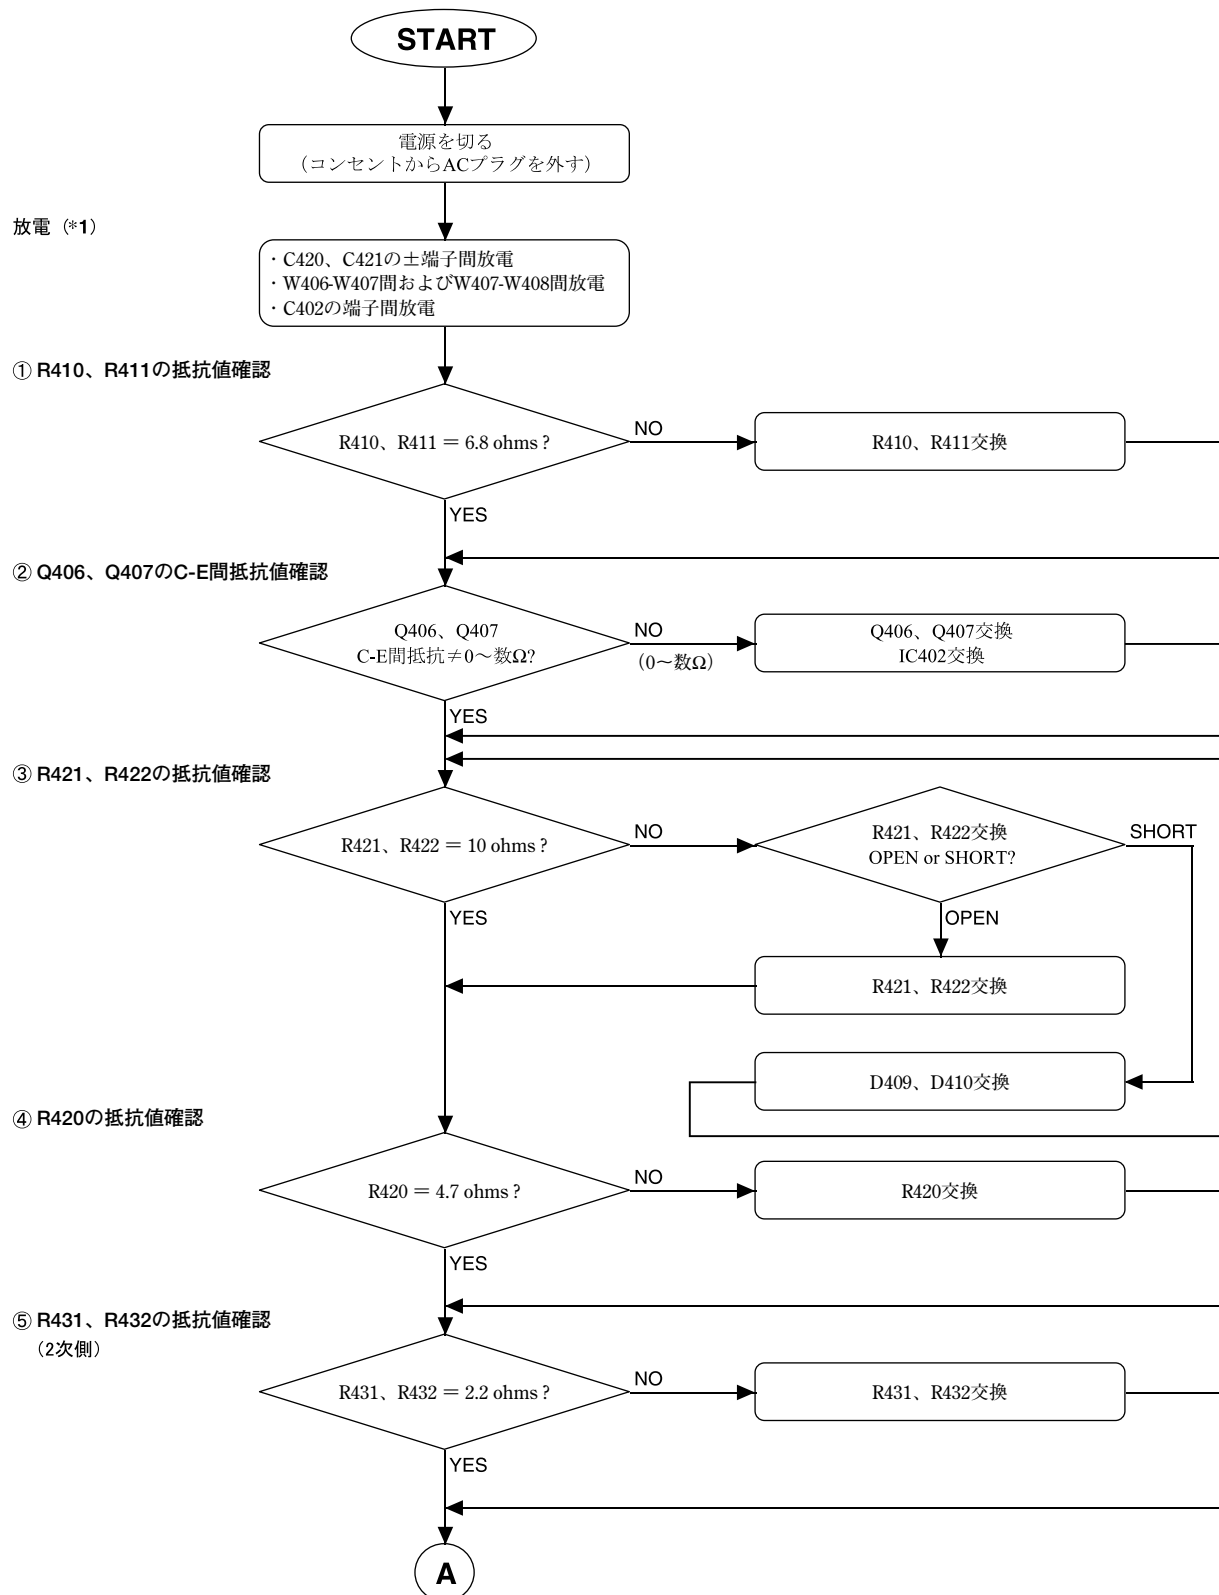 START
電源を切る
（コンセントからACプラグを外す）
放電（*1）
・C420、C421の±端子間放電
・W406-W407間およびW407-W408間放電
・C402の端子間放電
① R410、R411の抵抗値確認
R410、R411 = 6.8 ohms ?
NO
R410、R411交換
YES
② Q406、Q407のC-E間抵抗値確認
Q406、Q407
C-E間抵抗≠0～数Ω?
NO
（0～数Ω）
Q406、Q407交換
IC402交換
YES
③ R421、R422の抵抗値確認
R421、R422 = 10 ohms ?
NO
R421、R422交換
OPEN or SHORT?
SHORT
YES
OPEN
R421、R422交換
D409、D410交換
④ R420の抵抗値確認
R420 = 4.7 ohms ?
NO
R420交換
YES
⑤ R431、R432の抵抗値確認
（2次側）
R431、R432 = 2.2 ohms ?
NO
R431、R432交換
YES
A